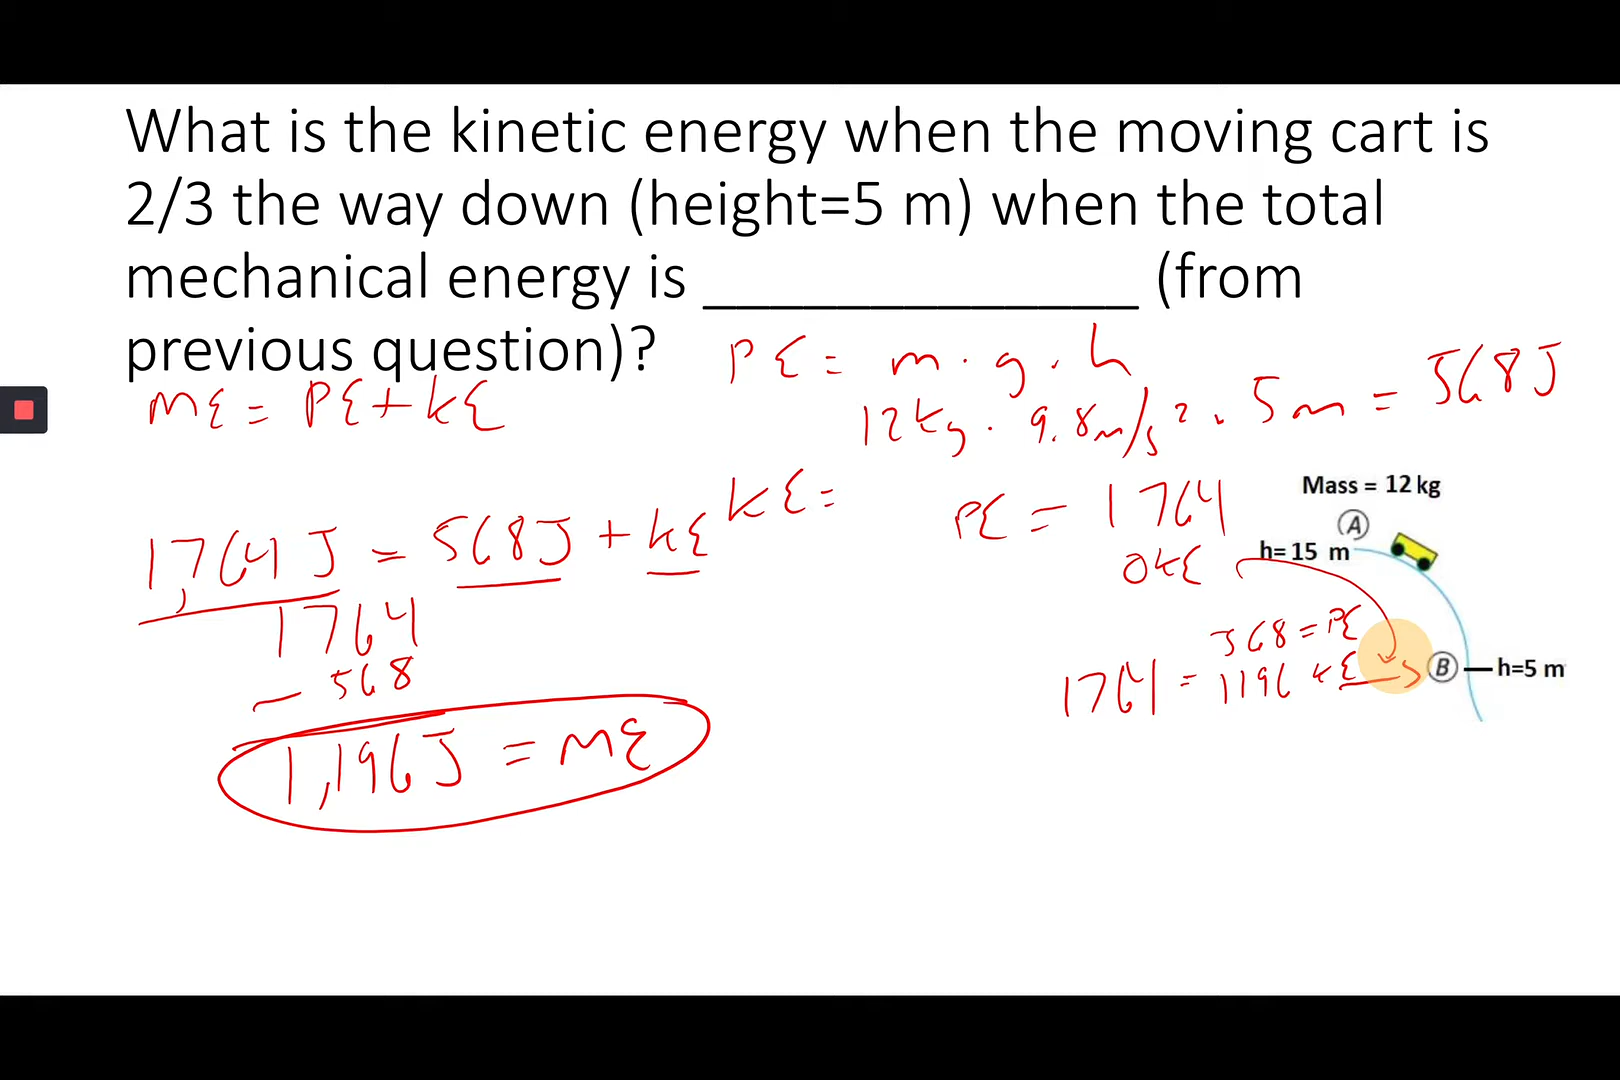 What is the kinetic energy when the moving cart is
2/3 the way down (height=5 m) when the total
mechanical energy is ______________ (from
previous question)?
PE = m · g · h
ME = PE + KE
12kg · 9.8m/s² · 5m = 568J
KE =
PE = 1764
Mass = 12 kg
A
h= 15 m
0KE
1,764J = 568J + KE
1764
- 568
1,196J = ME
568 = PE
1764 = 1196 KE
B
h=5 m